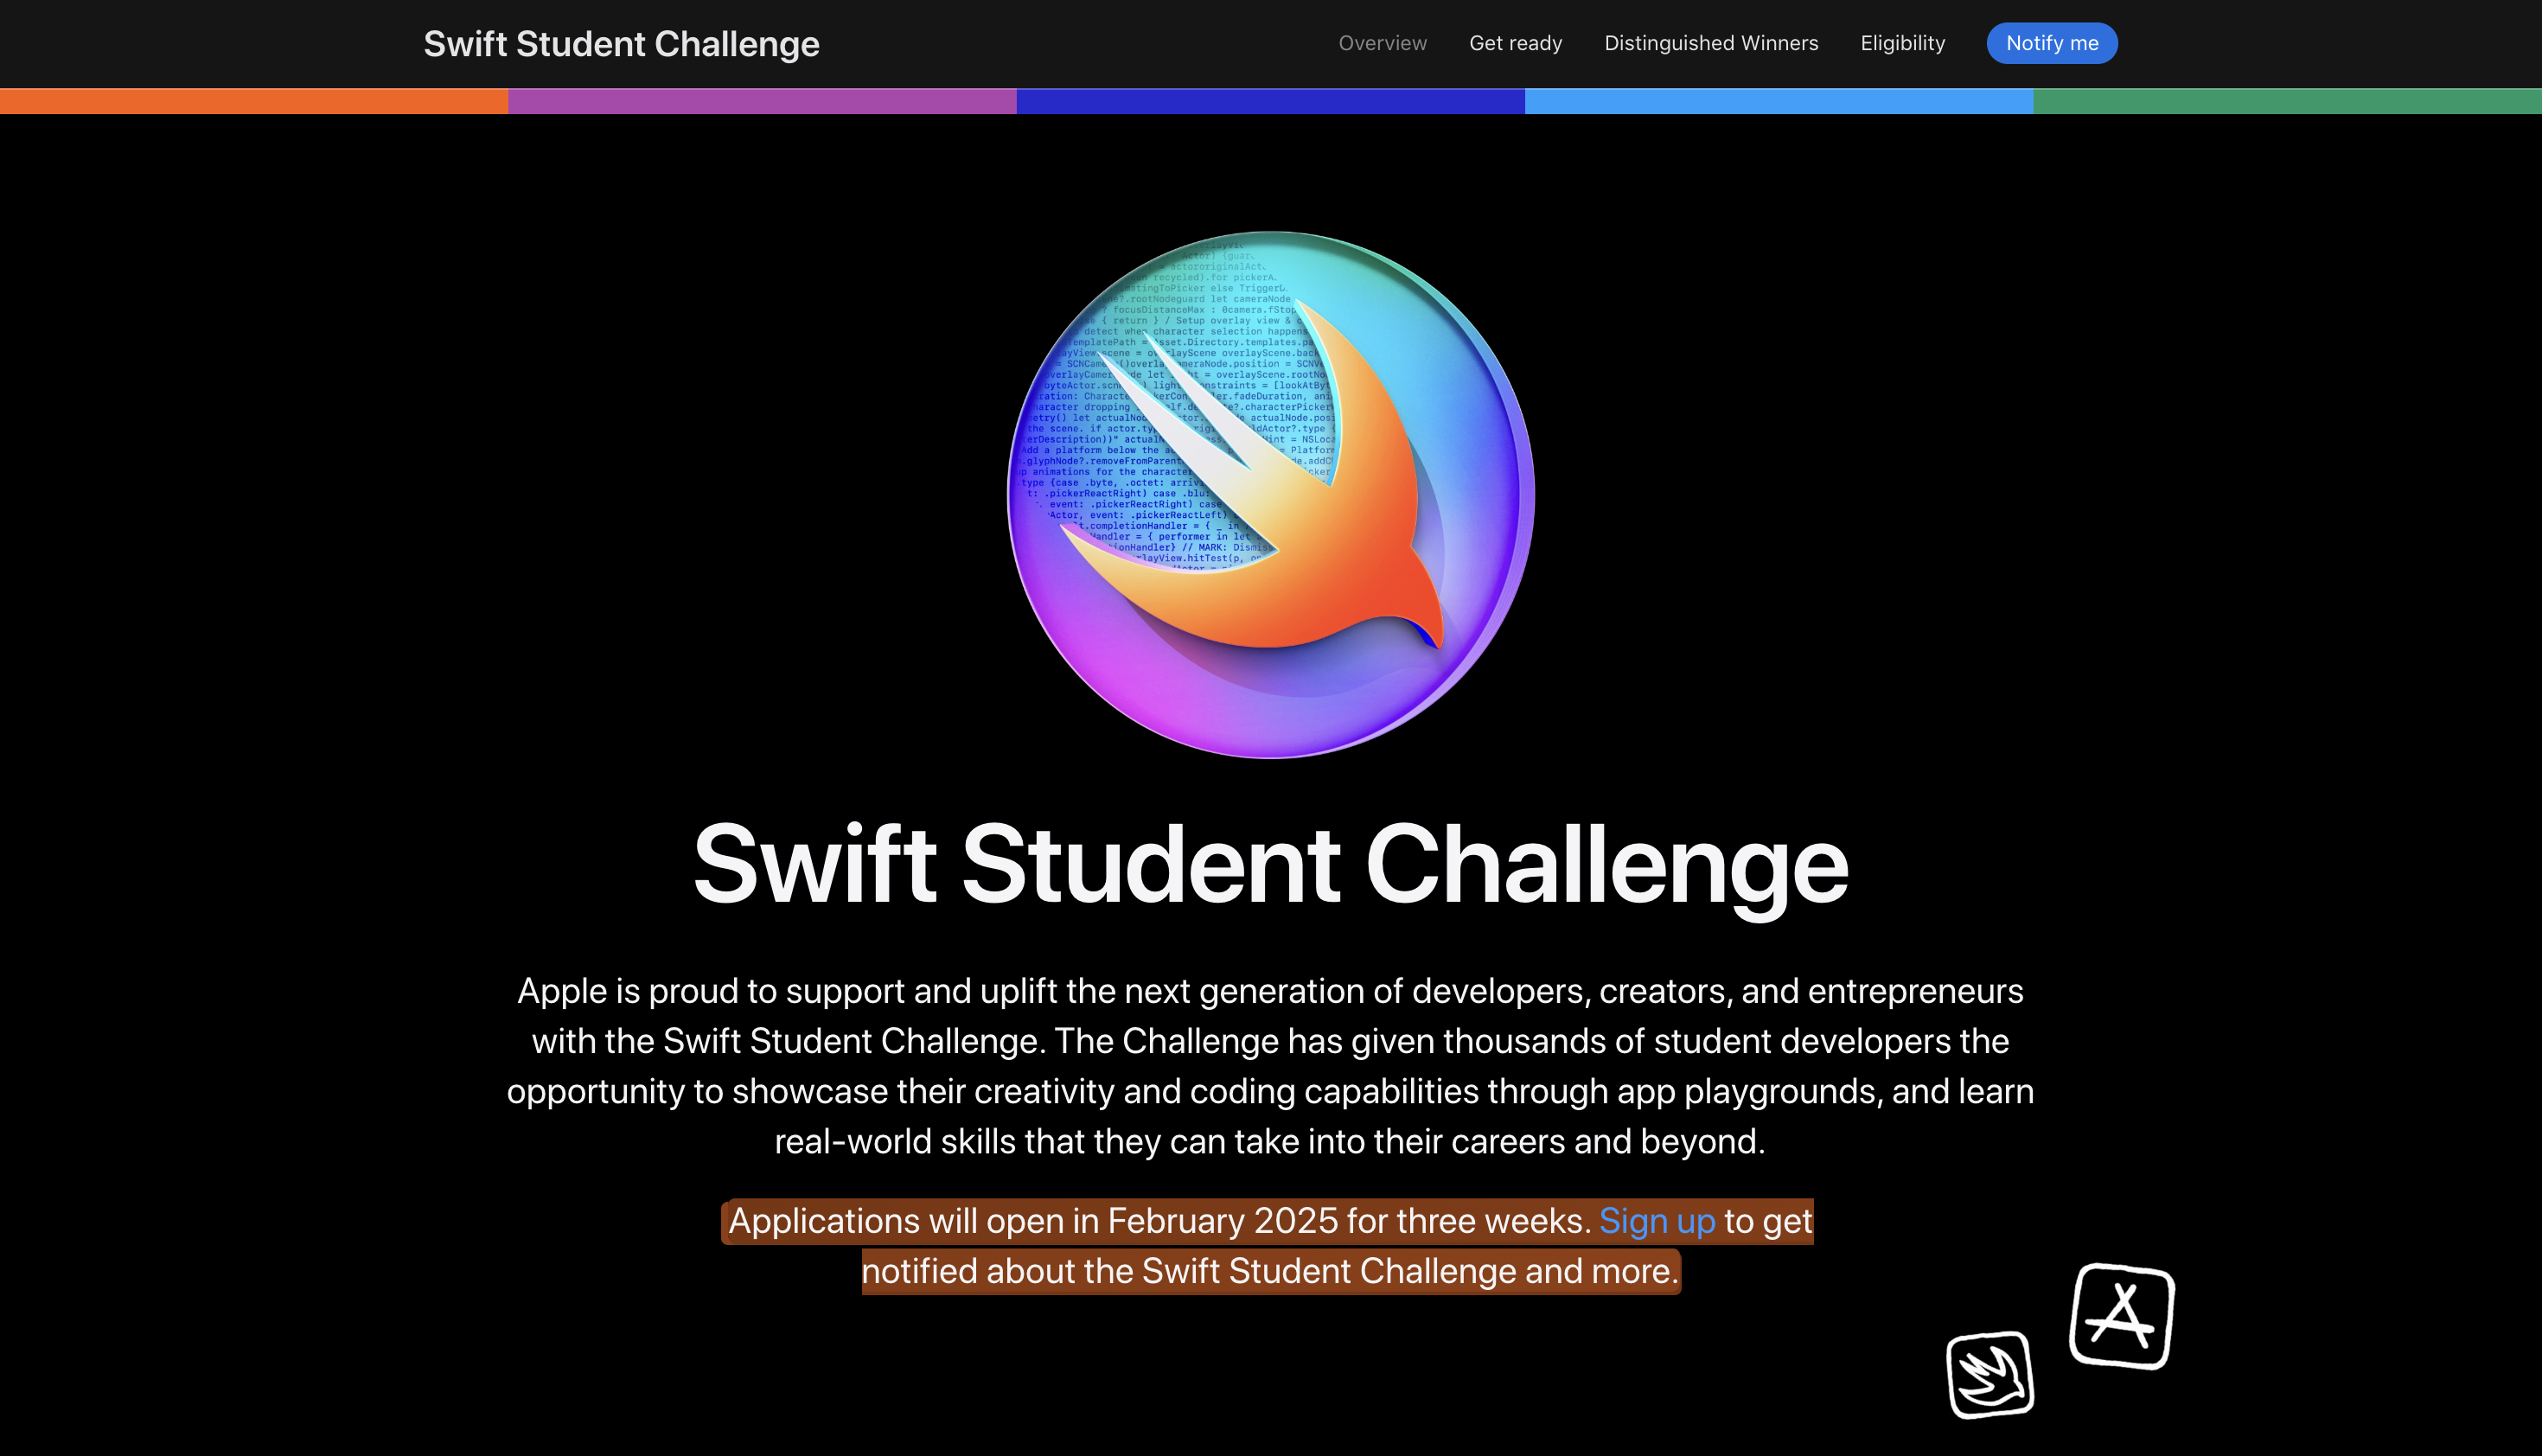 Swift Student Challenge
Overview
Get ready
Distinguished Winners
Eligibility
Notify me
Swift Student Challenge
Apple is proud to support and uplift the next generation of developers, creators, and entrepreneurs
with the Swift Student Challenge. The Challenge has given thousands of student developers the
opportunity to showcase their creativity and coding capabilities through app playgrounds, and learn
real-world skills that they can take into their careers and beyond.
Applications will open in February 2025 for three weeks. Sign up to get
notified about the Swift Student Challenge and more.